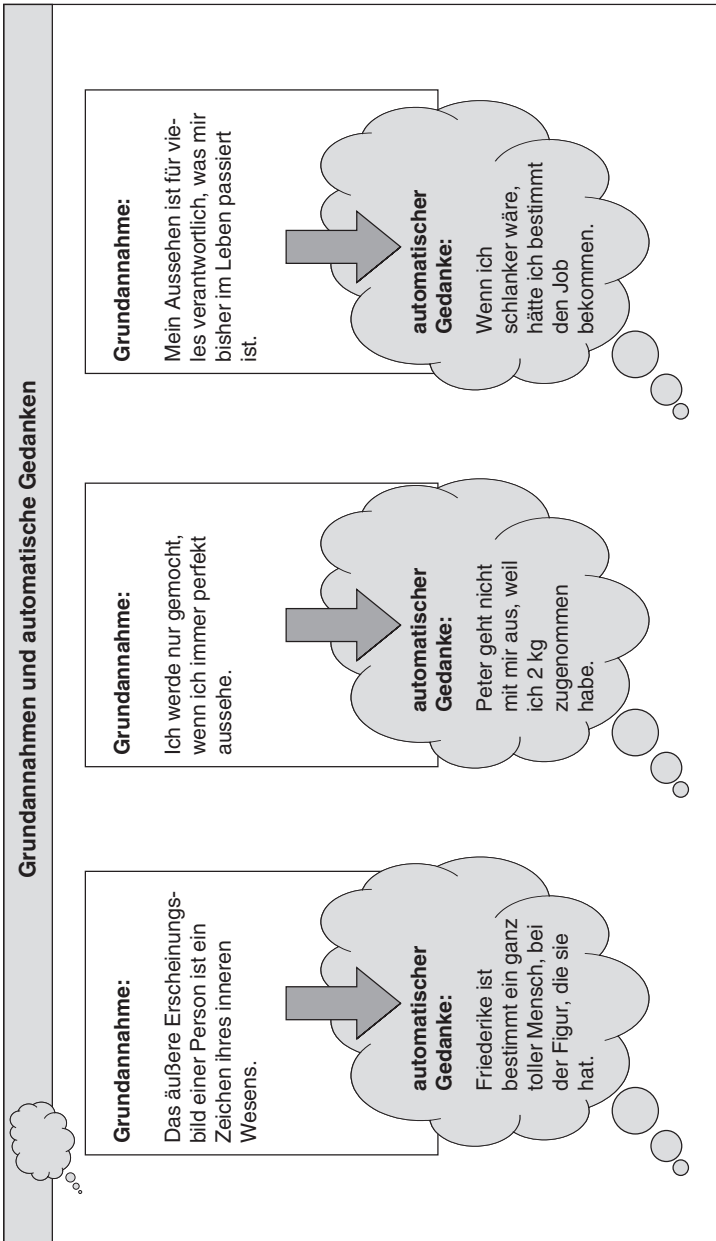 Grundannahmen und automatische Gedanken
Grundannahme:
Das äußere Erscheinungs-
bild einer Person ist ein
Zeichen ihres inneren
Wesens.
automatischer
Gedanke:
Friederike ist
bestimmt ein ganz
toller Mensch, bei
der Figur, die sie
hat.
Grundannahme:
Ich werde nur gemocht,
wenn ich immer perfekt
aussehe.
automatischer
Gedanke:
Peter geht nicht
mit mir aus, weil
ich 2 kg
zugenommen
habe.
Grundannahme:
Mein Aussehen ist für vie-
les verantwortlich, was mir
bisher im Leben passiert
ist.
automatischer
Gedanke:
Wenn ich
schlanker wäre,
hätte ich bestimmt
den Job
bekommen.